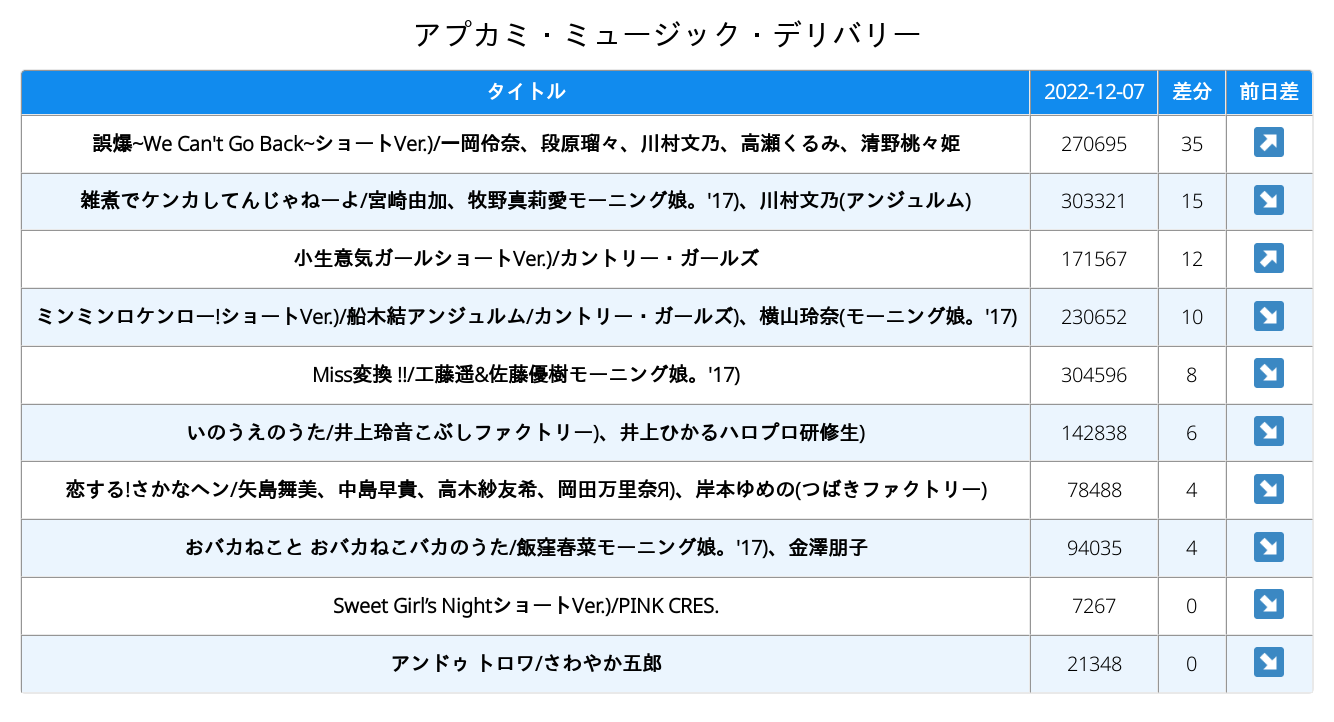 アプカミ・ミュージック・デリバリー
タイトル 2022-12-07 差分 前日差
誤爆~We Can't Go Back~ショートVer.)/一岡伶奈、段原瑠々、川村文乃、高瀬くるみ、清野桃々姫 270695 35
雑煮でケンカしてんじゃねーよ/宮崎由加、牧野真莉愛モーニング娘。'17)、川村文乃(アンジュルム) 303321 15
小生意気ガールショートVer.)/カントリー・ガールズ 171567 12
ミンミンロケンロー!ショートVer.)/船木結アンジュルム/カントリー・ガールズ)、横山玲奈(モーニング娘。'17) 230652 10
Miss変換 !!/工藤遥&佐藤優樹モーニング娘。'17) 304596 8
いのうえのうた/井上玲音こぶしファクトリー)、井上ひかるハロプロ研修生) 142838 6
恋する!さかなヘン/矢島舞美、中島早貴、高木紗友希、岡田万里奈Я)、岸本ゆめの(つばきファクトリー) 78488 4
おバカねこと おバカねこバカのうた/飯窪春菜モーニング娘。'17)、金澤朋子 94035 4
Sweet Girl’s NightショートVer.)/PINK CRES. 7267 0
アンドゥ トロワ/さわやか五郎 21348 0